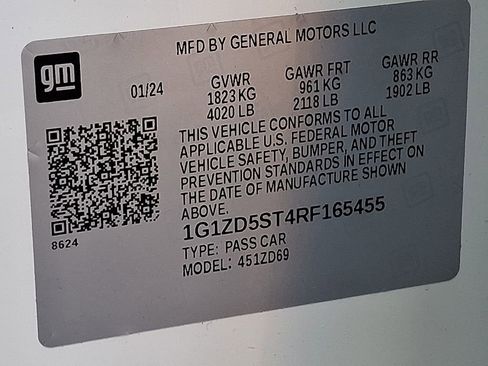 gm
MFD BY GENERAL MOTORS LLC
01/24 GVWR GAWR FRT GAWR RR
1823 KG 961 KG 863 KG
4020 LB 2118 LB 1902 LB
THIS VEHICLE CONFORMS TO ALL
APPLICABLE U.S. FEDERAL MOTOR
VEHICLE SAFETY, BUMPER, AND THEFT
PREVENTION STANDARDS IN EFFECT ON
THE DATE OF MANUFACTURE SHOWN
ABOVE.
8624
1G1ZD5ST4RF165455
TYPE: PASS CAR
MODEL: 451ZD69